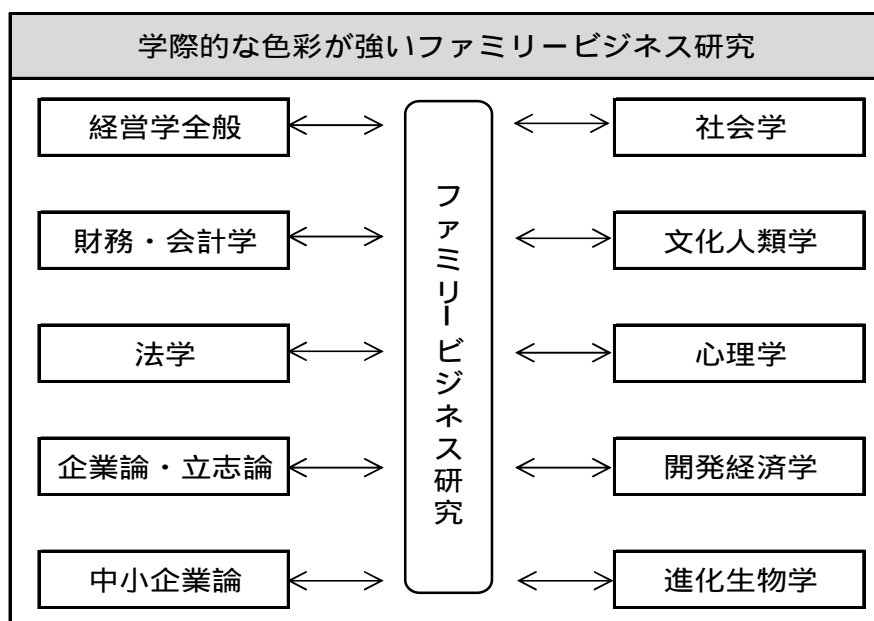 学際的な色彩が強いファミリービジネス研究
経営学全般
財務・会計学
法学
企業論・立志論
中小企業論
ファミリービジネス研究
社会学
文化人類学
心理学
開発経済学
進化生物学